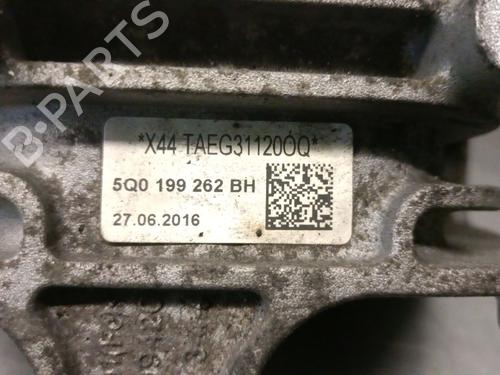 B-PARTS
*X44 TAEG31120OQ*
5Q0 199 262 BH
27.06.2016